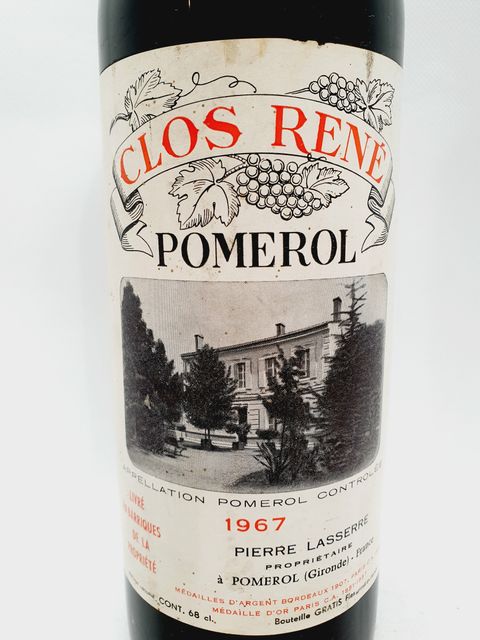 CLOS RENÉ
POMEROL
APPELLATION POMEROL CONTROLÉE
LIVRÉ
EN BARRIQUES
DE LA
PROPRIÉTÉ
1967
PIERRE LASSERRE
PROPRIÉTAIRE
à POMEROL (Gironde) - France
MÉDAILLES D'ARGENT BORDEAUX 1907, PARIS
MÉDAILLE D'OR PARIS C.A.
CONT. 68 cl.,
Bouteille GRATIS